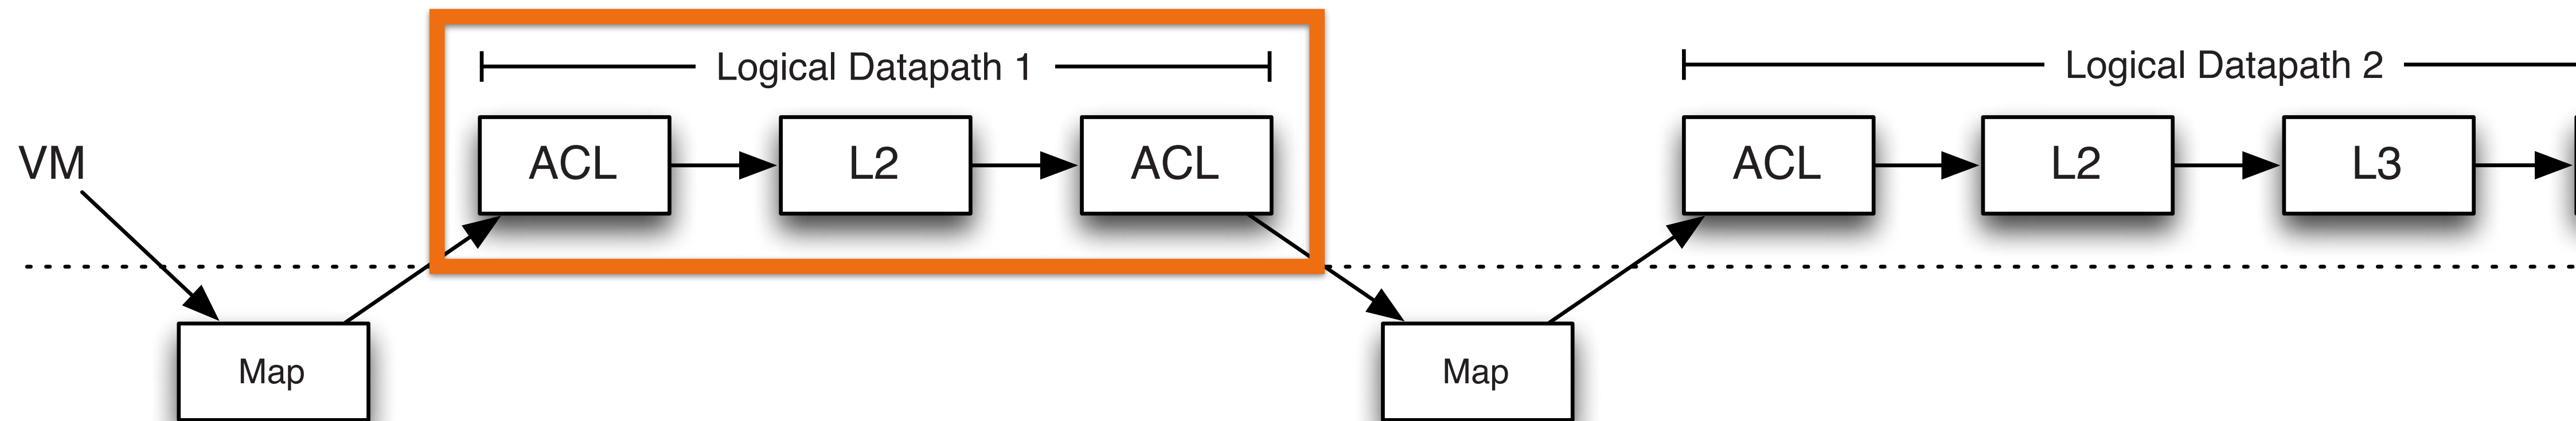 Logical Datapath 1
Logical Datapath 2
VM
ACL
L2
ACL
ACL
L2
L3
Map
Map